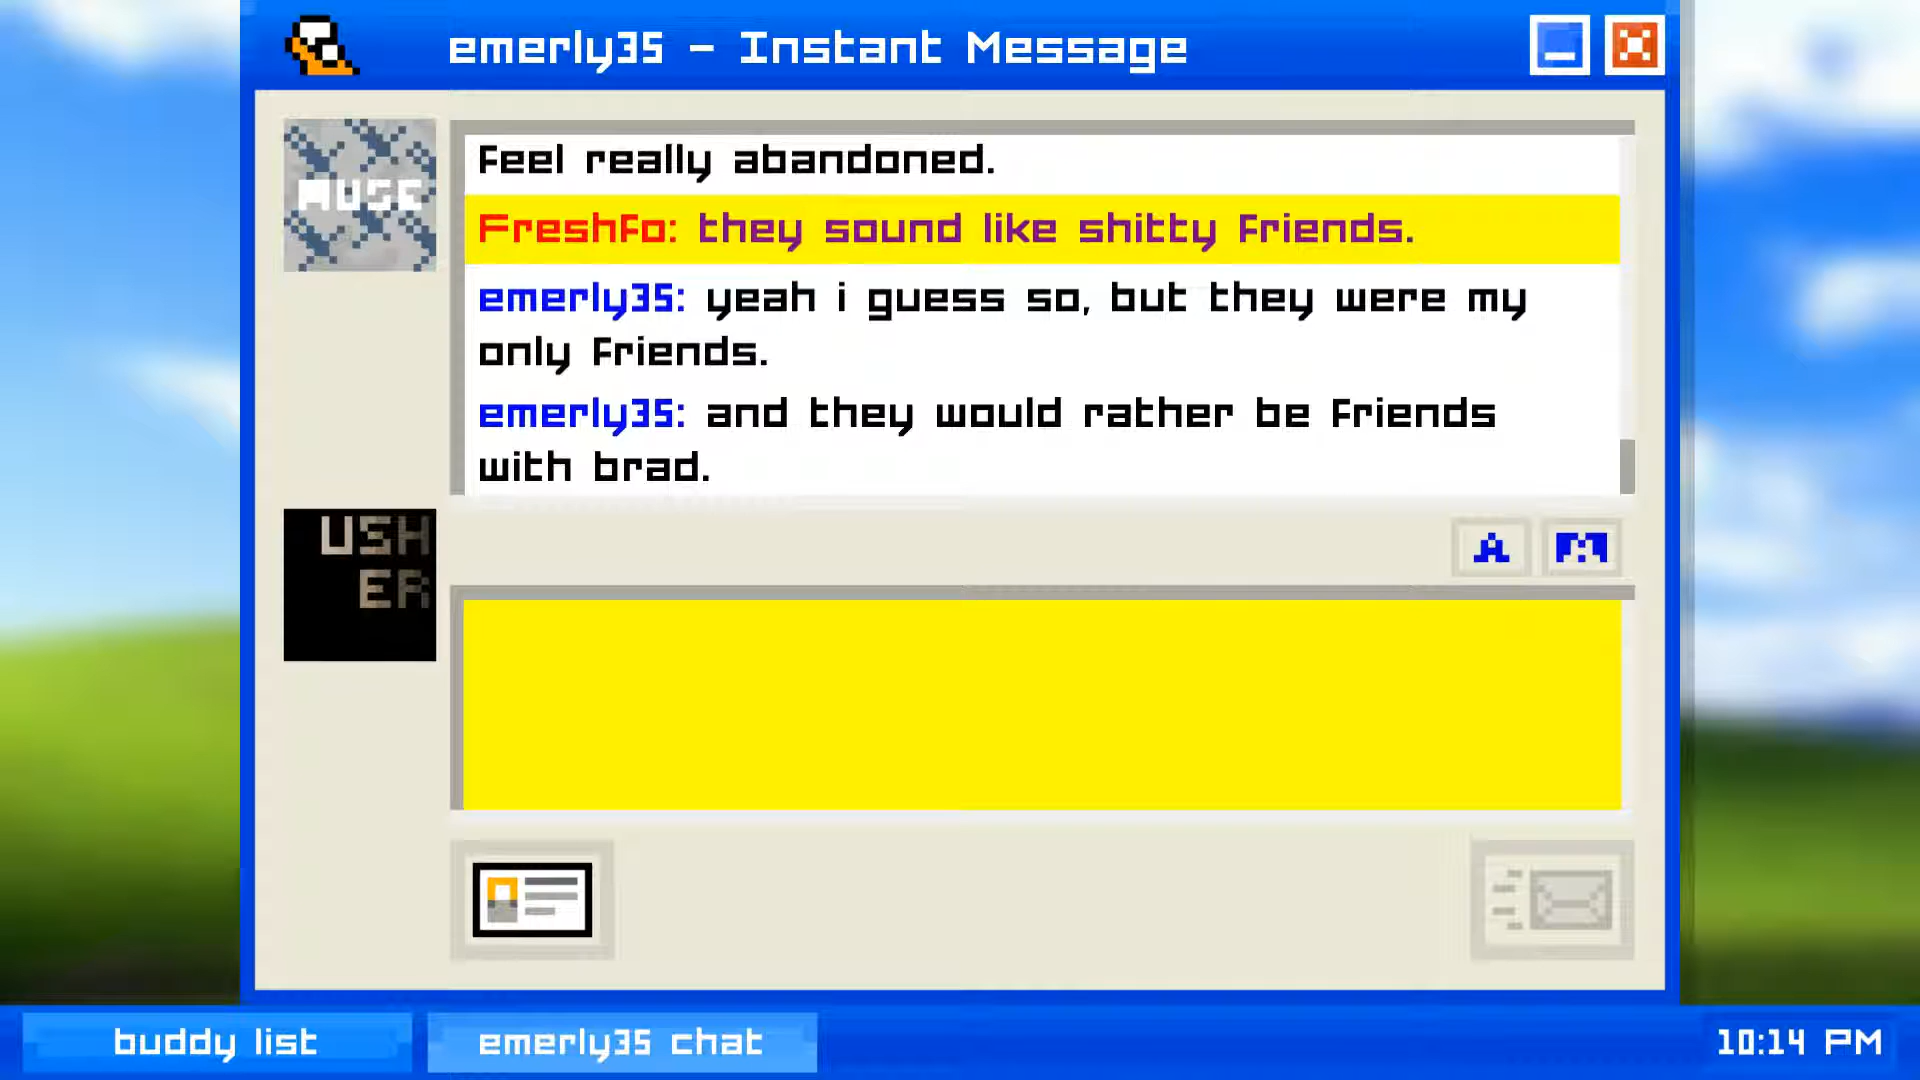 emerly35 - Instant Message
MUSE
Feel really abandoned.
FreshFo: they sound like shitty friends.
emerly35: yeah i guess so, but they were my
only friends.
emerly35: and they would rather be friends
with brad.
USH
ER
A
buddy list
emerly35 chat
10:14 PM